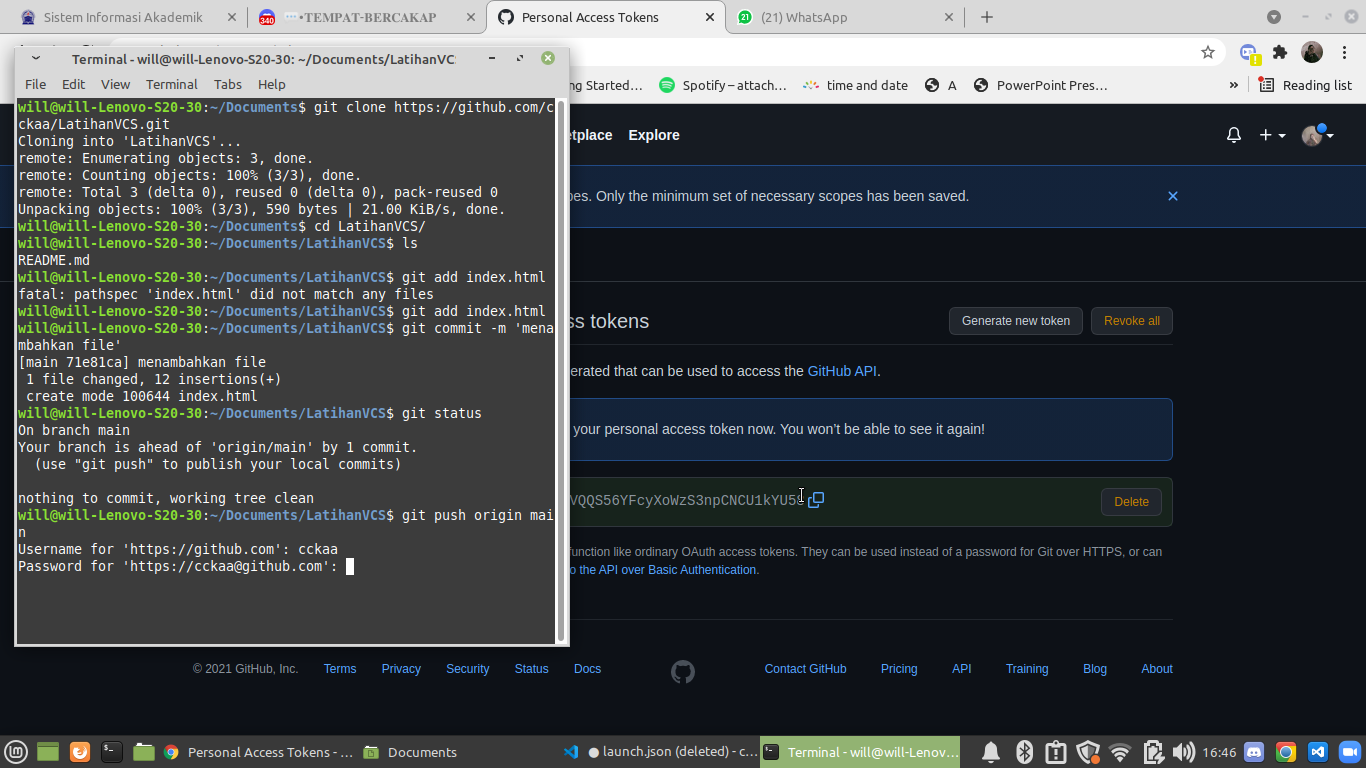 Sistem Informasi Akademik
340
•TEMPAT-BERCAKAP
Personal Access Tokens
21
(21) WhatsApp
Terminal - will@will-Lenovo-S20-30: ~/Documents/LatihanVC
File Edit View Terminal Tabs Help
ng Started…
Spotify – attach…
time and date
A
PowerPoint Pres…
»
Reading list
will@will-Lenovo-S20-30:~/Documents$ git clone https://github.com/c
ckaa/LatihanVCS.git
Cloning into 'LatihanVCS'...
remote: Enumerating objects: 3, done.
remote: Counting objects: 100% (3/3), done.
remote: Total 3 (delta 0), reused 0 (delta 0), pack-reused 0
Unpacking objects: 100% (3/3), 590 bytes | 21.00 KiB/s, done.
will@will-Lenovo-S20-30:~/Documents$ cd LatihanVCS/
will@will-Lenovo-S20-30:~/Documents/LatihanVCS$ ls
README.md
will@will-Lenovo-S20-30:~/Documents/LatihanVCS$ git add index.html
fatal: pathspec 'index.html' did not match any files
will@will-Lenovo-S20-30:~/Documents/LatihanVCS$ git add index.html
will@will-Lenovo-S20-30:~/Documents/LatihanVCS$ git commit -m 'mena
mbahkan file'
[main 71e81ca] menambahkan file
1 file changed, 12 insertions(+)
create mode 100644 index.html
will@will-Lenovo-S20-30:~/Documents/LatihanVCS$ git status
On branch main
Your branch is ahead of 'origin/main' by 1 commit.
(use "git push" to publish your local commits)
nothing to commit, working tree clean
will@will-Lenovo-S20-30:~/Documents/LatihanVCS$ git push origin mai
n
Username for 'https://github.com': cckaa
Password for 'https://cckaa@github.com':
etplace Explore
pes. Only the minimum set of necessary scopes has been saved.
ss tokens
Generate new token
Revoke all
erated that can be used to access the GitHub API.
your personal access token now. You won't be able to see it again!
VQQS56YFcyXoWzS3npCNCU1kYU5
Delete
function like ordinary OAuth access tokens. They can be used instead of a password for Git over HTTPS, or can
o the API over Basic Authentication.
© 2021 GitHub, Inc. Terms Privacy Security Status Docs Contact GitHub Pricing API Training Blog About
Personal Access Tokens - …
Documents
● launch.json (deleted) - c…
Terminal - will@will-Lenov…
16:46